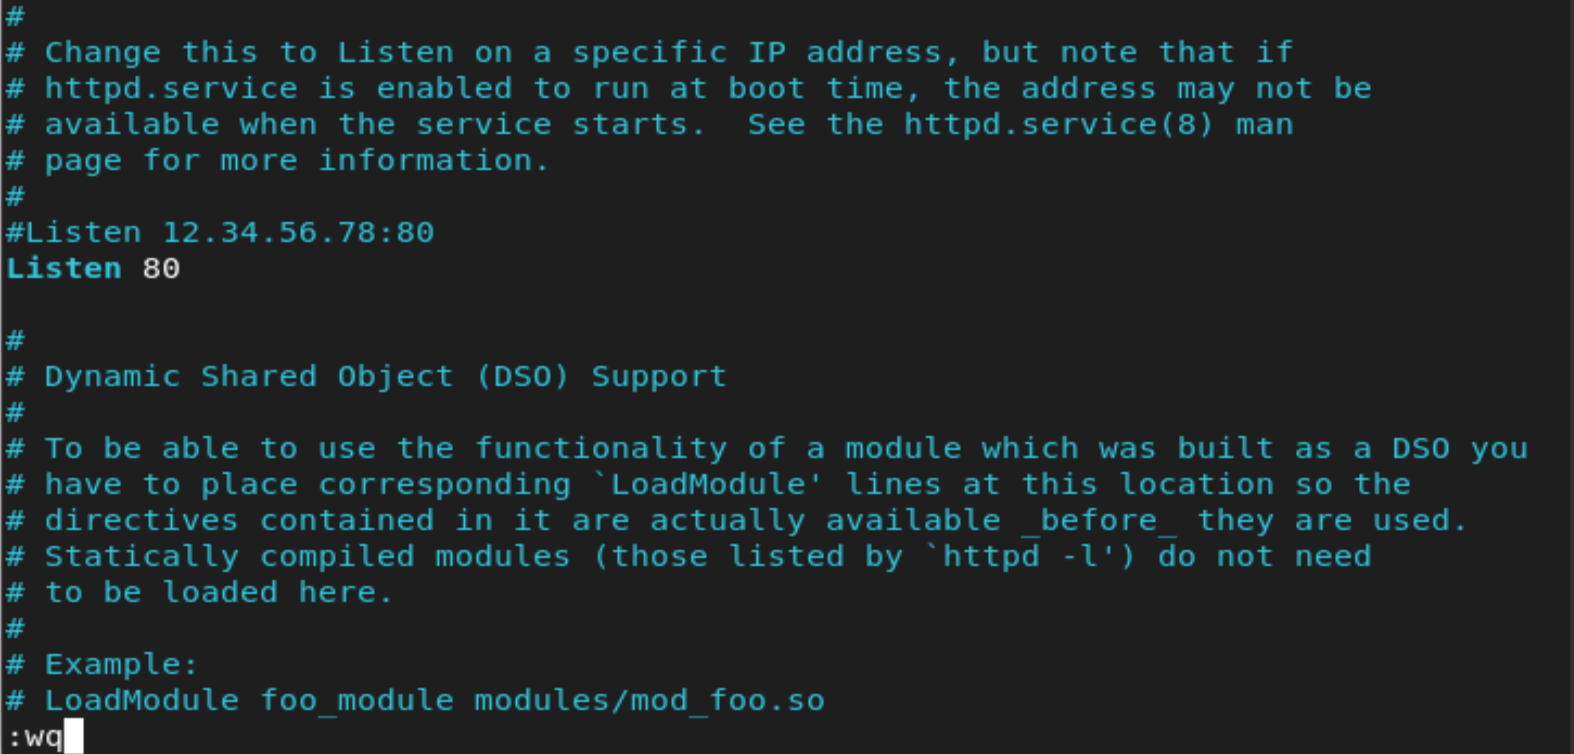 #
# Change this to Listen on a specific IP address, but note that if
# httpd.service is enabled to run at boot time, the address may not be
# available when the service starts.  See the httpd.service(8) man
# page for more information.
#
#Listen 12.34.56.78:80
Listen 80

#
# Dynamic Shared Object (DSO) Support
#
# To be able to use the functionality of a module which was built as a DSO you
# have to place corresponding `LoadModule' lines at this location so the
# directives contained in it are actually available _before_ they are used.
# Statically compiled modules (those listed by `httpd -l') do not need
# to be loaded here.
#
# Example:
# LoadModule foo_module modules/mod_foo.so
:wq